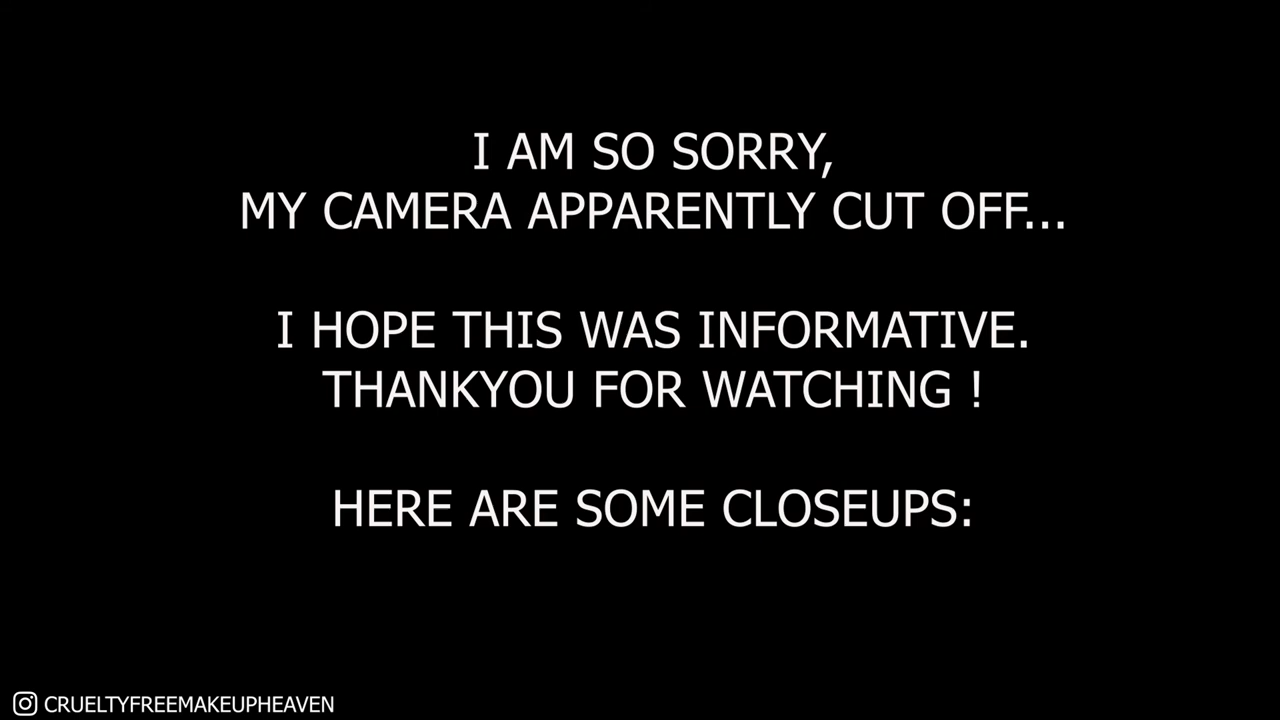 I AM SO SORRY,
MY CAMERA APPARENTLY CUT OFF...
I HOPE THIS WAS INFORMATIVE.
THANKYOU FOR WATCHING !
HERE ARE SOME CLOSEUPS:
CRUELTYFREEMAKEUPHEAVEN